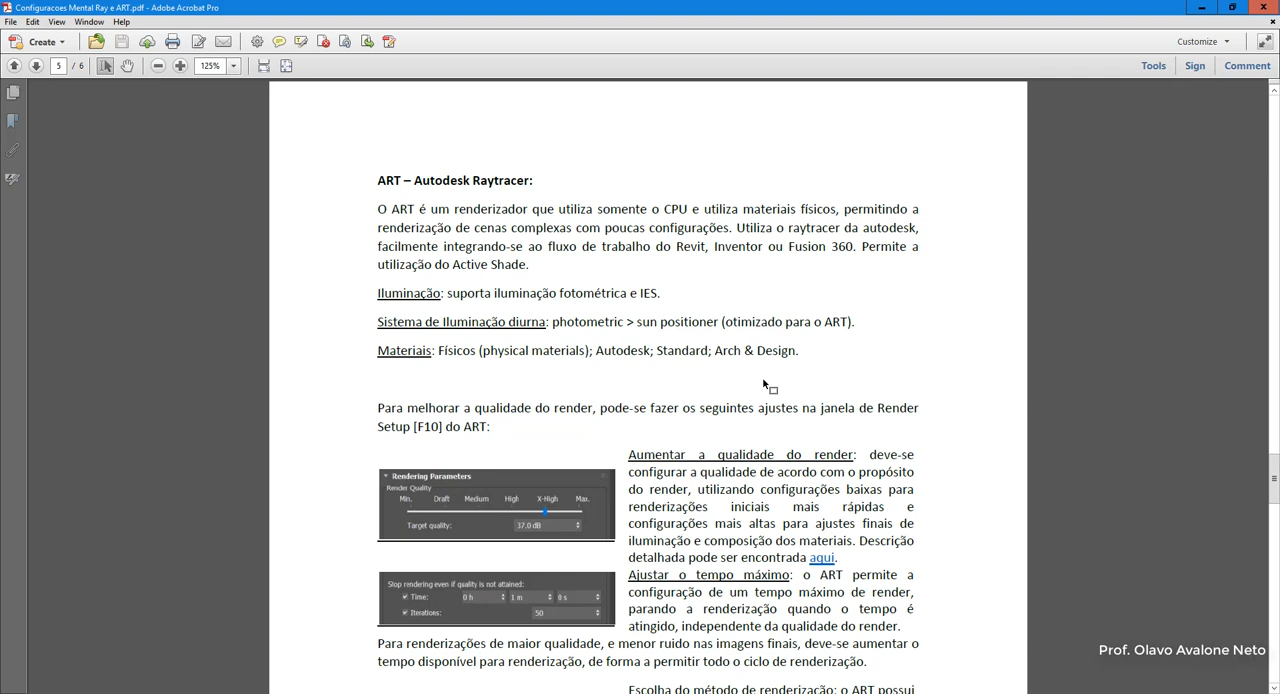 Configuracoes Mental Ray e ART.pdf - Adobe Acrobat Pro
File Edit View Window Help
Create
Customize
5 / 6
125%
Tools Sign Comment
ART – Autodesk Raytracer:
O ART é um renderizador que utiliza somente o CPU e utiliza materiais físicos, permitindo a
renderização de cenas complexas com poucas configurações. Utiliza o raytracer da autodesk,
facilmente integrando-se ao fluxo de trabalho do Revit, Inventor ou Fusion 360. Permite a
utilização do Active Shade.
Iluminação: suporta iluminação fotométrica e IES.
Sistema de Iluminação diurna: photometric > sun positioner (otimizado para o ART).
Materiais: Físicos (physical materials); Autodesk; Standard; Arch & Design.
Para melhorar a qualidade do render, pode-se fazer os seguintes ajustes na janela de Render
Setup [F10] do ART:
Rendering Parameters
Render Quality
Min. Draft Medium High X-High Max.
Target quality: 37.0 dB
Aumentar a qualidade do render: deve-se
configurar a qualidade de acordo com o propósito
do render, utilizando configurações baixas para
renderizações iniciais mais rápidas e
configurações mais altas para ajustes finais de
iluminação e composição dos materiais. Descrição
detalhada pode ser encontrada aqui.
Stop rendering even if quality is not attained:
Time: 0 h 1 m 0 s
Iterations: 50
Ajustar o tempo máximo: o ART permite a
configuração de um tempo máximo de render,
parando a renderização quando o tempo é
atingido, independente da qualidade do render.
Para renderizações de maior qualidade, e menor ruido nas imagens finais, deve-se aumentar o
tempo disponível para renderização, de forma a permitir todo o ciclo de renderização.
Escolha do método de renderização: o ART possui
Prof. Olavo Avalone Neto